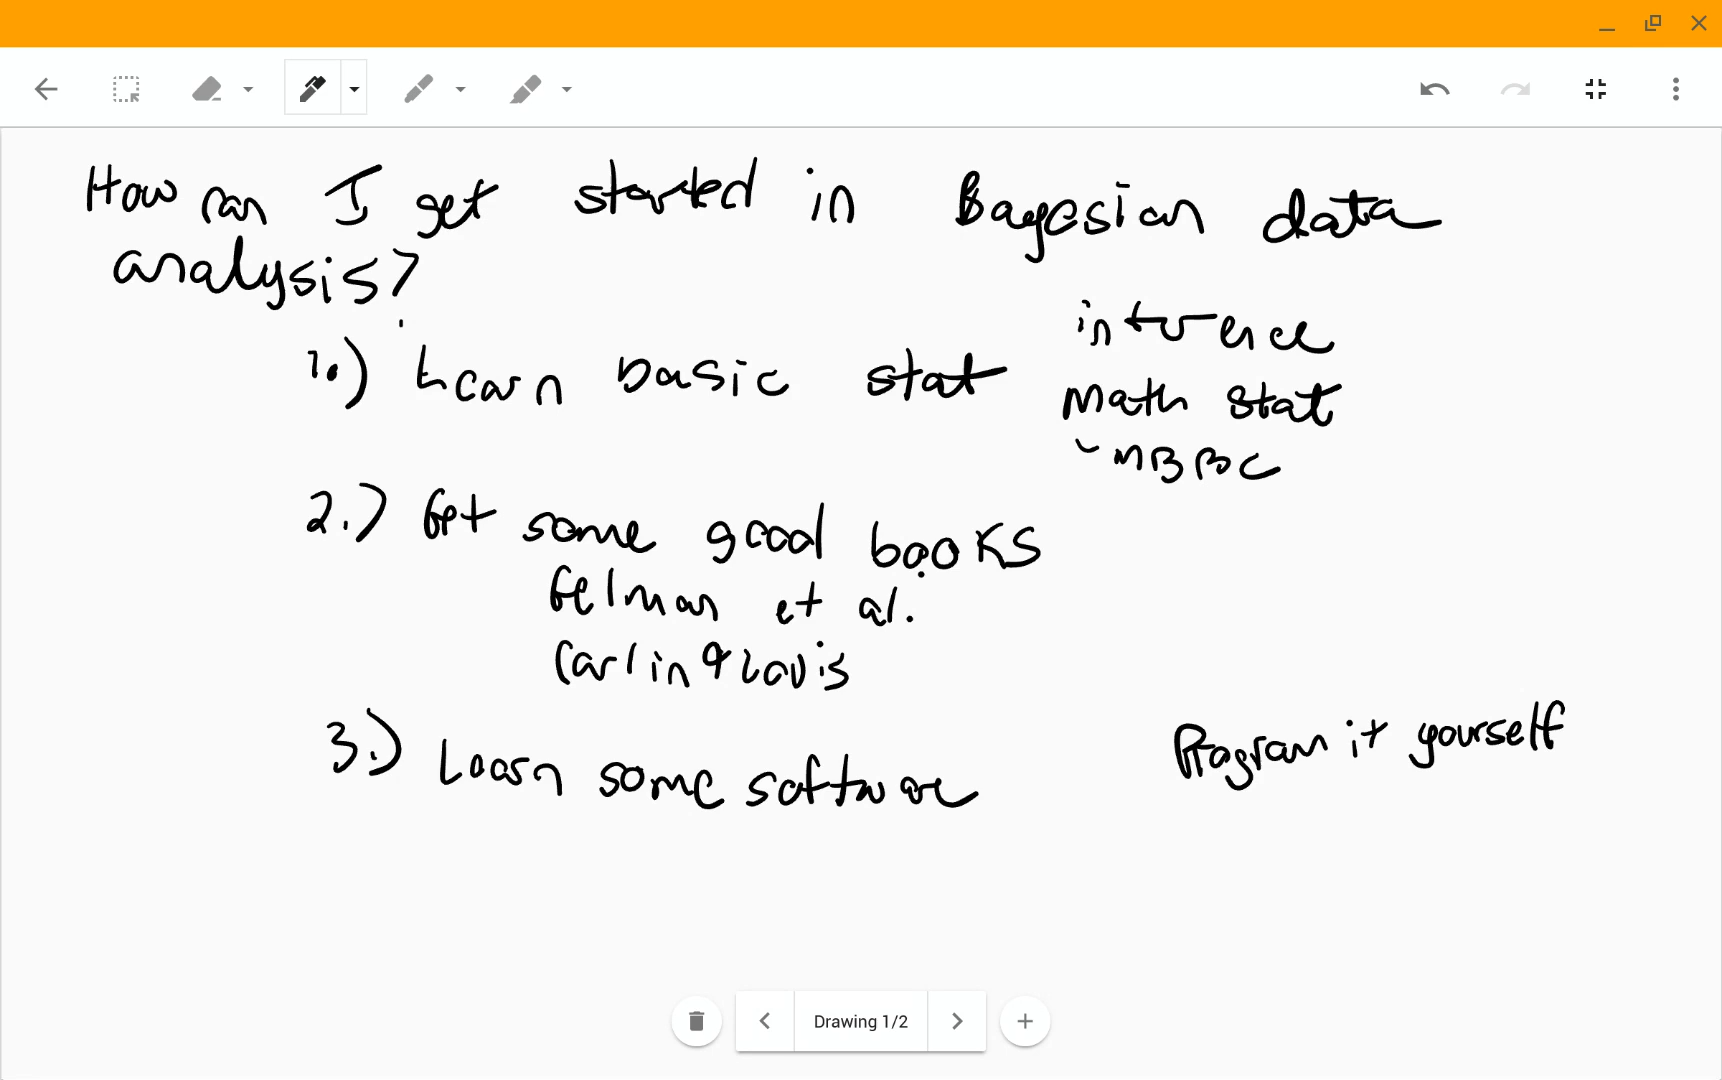 How can I get started in Bayesian data
analysis?
1.) Learn basic stat
inference
Math stat
~ MBBC
2.) Get some good books
Gelman et al.
Carlin & Louis
3.) Learn some software
Program it yourself
Drawing 1/2